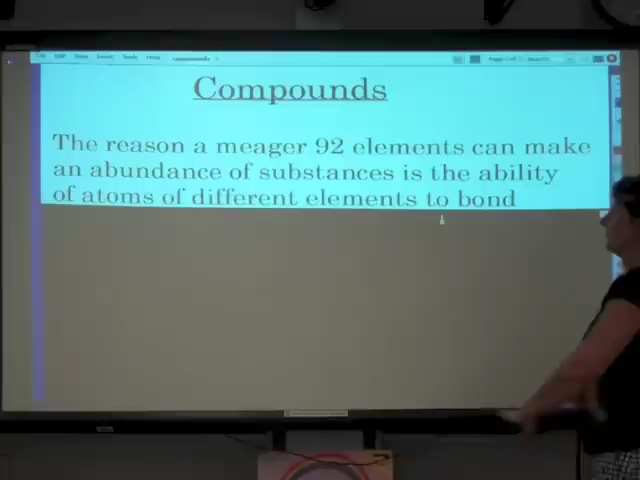 Compounds
The reason a meager 92 elements can make
an abundance of substances is the ability
of atoms of different elements to bond